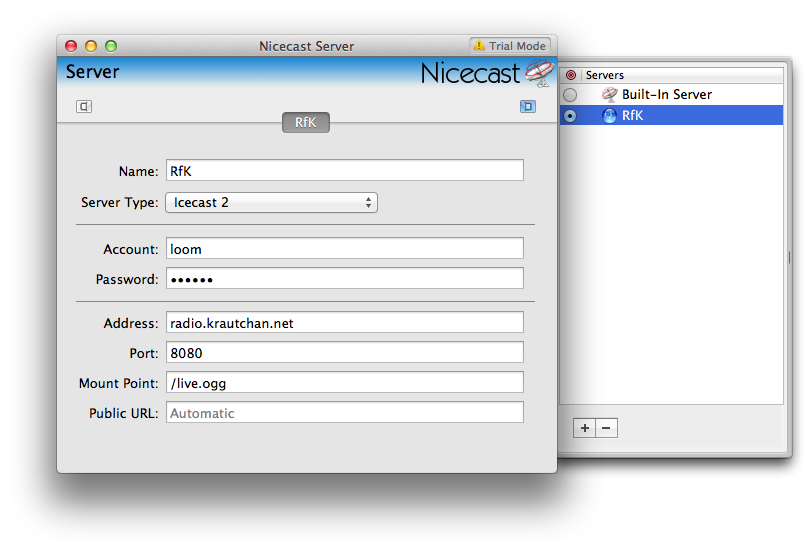 Nicecast Server
Trial Mode
Server
Nicecast
RfK
Name: RfK
Server Type: Icecast 2
Account: loom
Password: ••••••
Address: radio.krautchan.net
Port: 8080
Mount Point: /live.ogg
Public URL: Automatic
Servers
Built-In Server
RfK